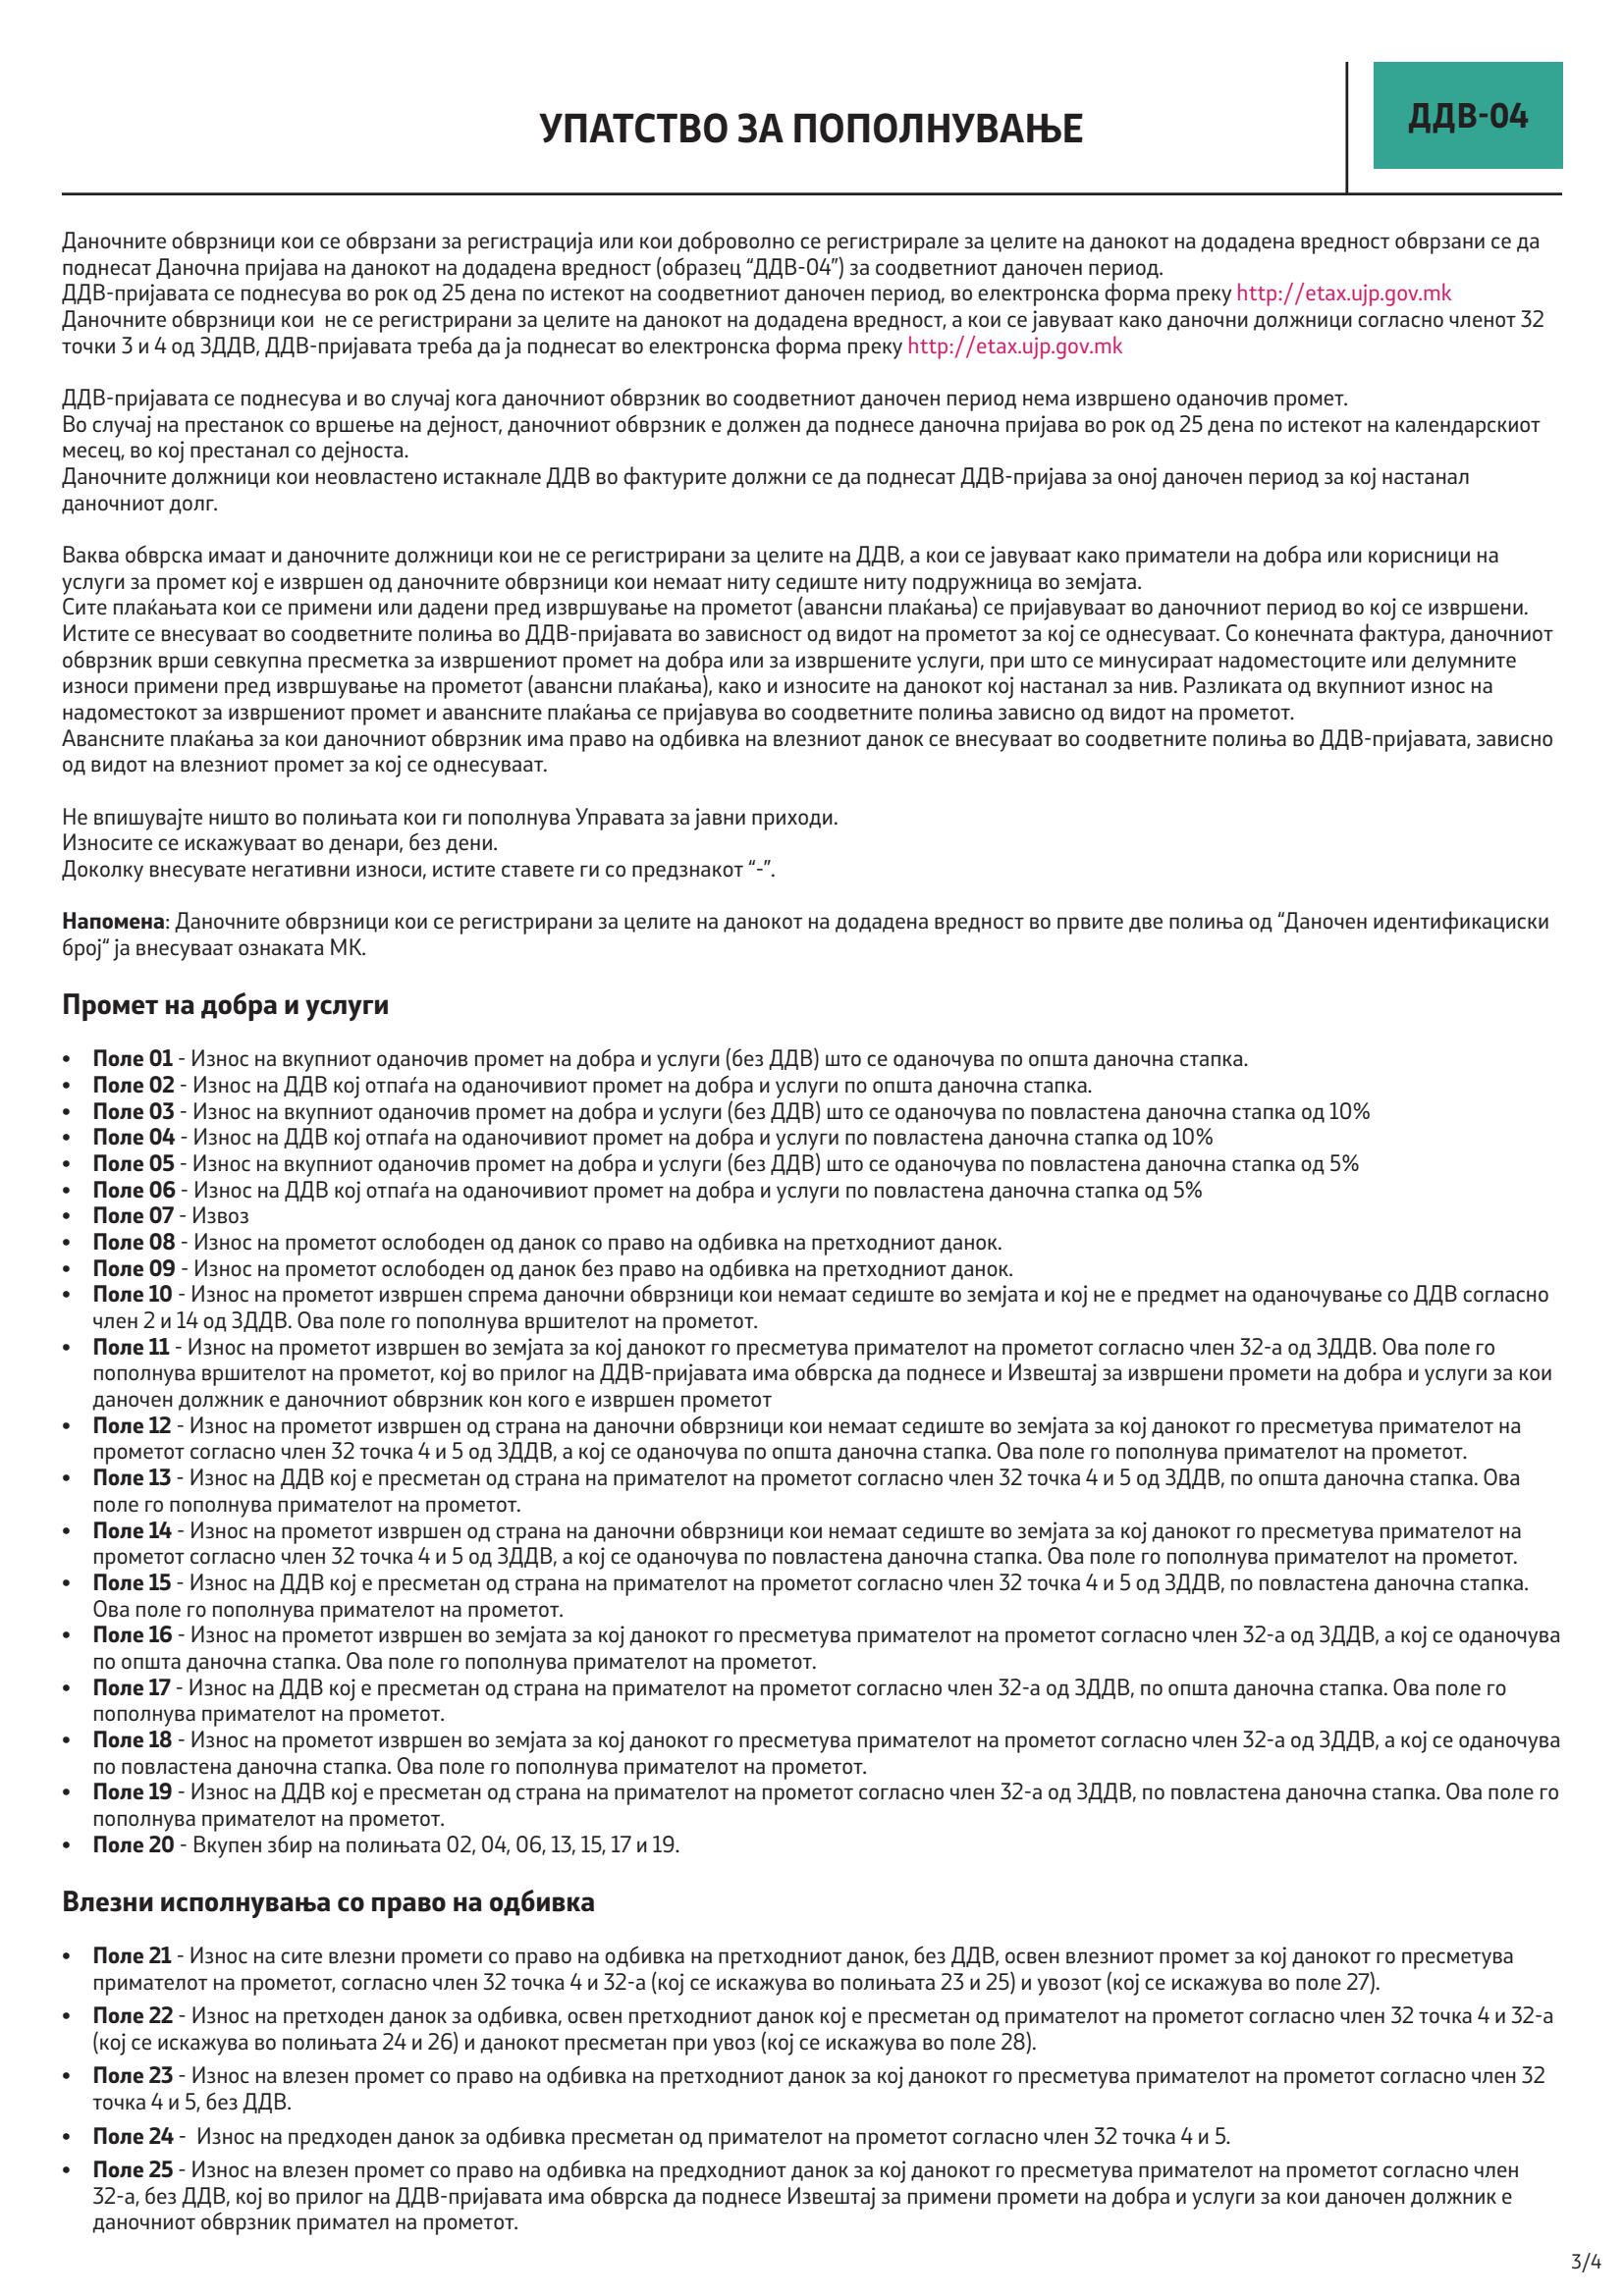 УПАТСТВО ЗА ПОПОЛНУВАЊЕ
ДДВ-04
Даночните обврзници кои се обврзани за регистрација или кои доброволно се регистрирале за целите на данокот на додадена вредност обврзани се да
поднесат Даночна пријава на данокот на додадена вредност (образец “ДДВ-04”) за соодветниот даночен период.
ДДВ-пријавата се поднесува во рок од 25 дена по истекот на соодветниот даночен период, во електронска форма преку http://etax.ujp.gov.mk
Даночните обврзници кои  не се регистрирани за целите на данокот на додадена вредност, а кои се јавуваат како даночни должници согласно членот 32
точки 3 и 4 од ЗДДВ, ДДВ-пријавата треба да ја поднесат во електронска форма преку http://etax.ujp.gov.mk
ДДВ-пријавата се поднесува и во случај кога даночниот обврзник во соодветниот даночен период нема извршено оданочив промет.
Во случај на престанок со вршење на дејност, даночниот обврзник е должен да поднесе даночна пријава во рок од 25 дена по истекот на календарскиот
месец, во кој престанал со дејноста.
Даночните должници кои неовластено истакнале ДДВ во фактурите должни се да поднесат ДДВ-пријава за оној даночен период за кој настанал
даночниот долг.
Ваква обврска имаат и даночните должници кои не се регистрирани за целите на ДДВ, а кои се јавуваат како приматели на добра или корисници на
услуги за промет кој е извршен од даночните обврзници кои немаат ниту седиште ниту подружница во земјата.
Сите плаќањата кои се примени или дадени пред извршување на прометот (авансни плаќања) се пријавуваат во даночниот период во кој се извршени.
Истите се внесуваат во соодветните полиња во ДДВ-пријавата во зависност од видот на прометот за кој се однесуваат. Со конечната фактура, даночниот
обврзник врши севкупна пресметка за извршениот промет на добра или за извршените услуги, при што се минусираат надоместоците или делумните
износи примени пред извршување на прометот (авансни плаќања), како и износите на данокот кој настанал за нив. Разликата од вкупниот износ на
надоместокот за извршениот промет и авансните плаќања се пријавува во соодветните полиња зависно од видот на прометот.
Авансните плаќања за кои даночниот обврзник има право на одбивка на влезниот данок се внесуваат во соодветните полиња во ДДВ-пријавата, зависно
од видот на влезниот промет за кој се однесуваат.
Не впишувајте ништо во полињата кои ги пополнува Управата за јавни приходи.
Износите се искажуваат во денари, без дени.
Доколку внесувате негативни износи, истите ставете ги со предзнакот “-”.
Напомена: Даночните обврзници кои се регистрирани за целите на данокот на додадена вредност во првите две полиња од “Даночен идентификациски
број“ ја внесуваат ознаката МК.
Промет на добра и услуги
• Поле 01 - Износ на вкупниот оданочив промет на добра и услуги (без ДДВ) што се оданочува по општа даночна стапка.
• Поле 02 - Износ на ДДВ кој отпаѓа на оданочивиот промет на добра и услуги по општа даночна стапка.
• Поле 03 - Износ на вкупниот оданочив промет на добра и услуги (без ДДВ) што се оданочува по повластена даночна стапка од 10%
• Поле 04 - Износ на ДДВ кој отпаѓа на оданочивиот промет на добра и услуги по повластена даночна стапка од 10%
• Поле 05 - Износ на вкупниот оданочив промет на добра и услуги (без ДДВ) што се оданочува по повластена даночна стапка од 5%
• Поле 06 - Износ на ДДВ кој отпаѓа на оданочивиот промет на добра и услуги по повластена даночна стапка од 5%
• Поле 07 - Извоз
• Поле 08 - Износ на прометот ослободен од данок со право на одбивка на претходниот данок.
• Поле 09 - Износ на прометот ослободен од данок без право на одбивка на претходниот данок.
• Поле 10 - Износ на прометот извршен спрема даночни обврзници кои немаат седиште во земјата и кој не е предмет на оданочување со ДДВ согласно
член 2 и 14 од ЗДДВ. Ова поле го пополнува вршителот на прометот.
• Поле 11 - Износ на прометот извршен во земјата за кој данокот го пресметува примателот на прометот согласно член 32-а од ЗДДВ. Ова поле го
пополнува вршителот на прометот, кој во прилог на ДДВ-пријавата има обврска да поднесе и Извештај за извршени промети на добра и услуги за кои
даночен должник е даночниот обврзник кон кого е извршен прометот
• Поле 12 - Износ на прометот извршен од страна на даночни обврзници кои немаат седиште во земјата за кој данокот го пресметува примателот на
прометот согласно член 32 точка 4 и 5 од ЗДДВ, а кој се оданочува по општа даночна стапка. Ова поле го пополнува примателот на прометот.
• Поле 13 - Износ на ДДВ кој е пресметан од страна на примателот на прометот согласно член 32 точка 4 и 5 од ЗДДВ, по општа даночна стапка. Ова
поле го пополнува примателот на прометот.
• Поле 14 - Износ на прометот извршен од страна на даночни обврзници кои немаат седиште во земјата за кој данокот го пресметува примателот на
прометот согласно член 32 точка 4 и 5 од ЗДДВ, а кој се оданочува по повластена даночна стапка. Ова поле го пополнува примателот на прометот.
• Поле 15 - Износ на ДДВ кој е пресметан од страна на примателот на прометот согласно член 32 точка 4 и 5 од ЗДДВ, по повластена даночна стапка.
Ова поле го пополнува примателот на прометот.
• Поле 16 - Износ на прометот извршен во земјата за кој данокот го пресметува примателот на прометот согласно член 32-а од ЗДДВ, а кој се оданочува
по општа даночна стапка. Ова поле го пополнува примателот на прометот.
• Поле 17 - Износ на ДДВ кој е пресметан од страна на примателот на прометот согласно член 32-а од ЗДДВ, по општа даночна стапка. Ова поле го
пополнува примателот на прометот.
• Поле 18 - Износ на прометот извршен во земјата за кој данокот го пресметува примателот на прометот согласно член 32-а од ЗДДВ, а кој се оданочува
по повластена даночна стапка. Ова поле го пополнува примателот на прометот.
• Поле 19 - Износ на ДДВ кој е пресметан од страна на примателот на прометот согласно член 32-а од ЗДДВ, по повластена даночна стапка. Ова поле го
пополнува примателот на прометот.
• Поле 20 - Вкупен збир на полињата 02, 04, 06, 13, 15, 17 и 19.
Влезни исполнувања со право на одбивка
• Поле 21 - Износ на сите влезни промети со право на одбивка на претходниот данок, без ДДВ, освен влезниот промет за кој данокот го пресметува
примателот на прометот, согласно член 32 точка 4 и 32-а (кој се искажува во полињата 23 и 25) и увозот (кој се искажува во поле 27).
• Поле 22 - Износ на претходен данок за одбивка, освен претходниот данок кој е пресметан од примателот на прометот согласно член 32 точка 4 и 32-а
(кој се искажува во полињата 24 и 26) и данокот пресметан при увоз (кој се искажува во поле 28).
• Поле 23 - Износ на влезен промет со право на одбивка на претходниот данок за кој данокот го пресметува примателот на прометот согласно член 32
точка 4 и 5, без ДДВ.
• Поле 24 -  Износ на предходен данок за одбивка пресметан од примателот на прометот согласно член 32 точка 4 и 5.
• Поле 25 - Износ на влезен промет со право на одбивка на предходниот данок за кој данокот го пресметува примателот на прометот согласно член
32-а, без ДДВ, кој во прилог на ДДВ-пријавата има обврска да поднесе Извештај за примени промети на добра и услуги за кои даночен должник е
даночниот обврзник примател на прометот.
3/4